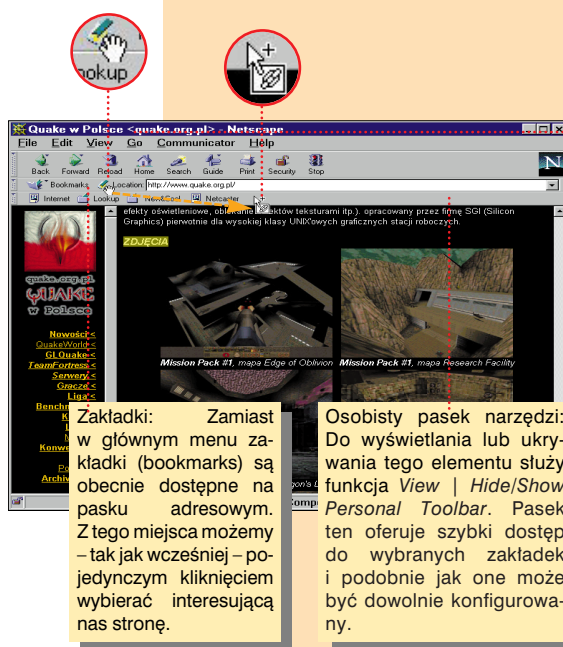 ookup
Quake w Polsce <quake.org.pl> - Netscape
File Edit View Go Communicator Help
Back Forward Reload Home Search Guide Print Security Stop
N
Bookmarks Location: http://www.quake.org.pl/
Internet Lookup New&Cool Netcaster
efekty oświetleniowe, obiektów teksturami itp.). opracowany przez firmę SGI (Silicon
Graphics) pierwotnie dla wysokiej klasy UNIX'owych graficznych stacji roboczych.
ZDJĘCIA
quake.org.pl
QUAKE
w Polsce
Nowości <
QuakeWorld <
GLQuake <
TeamFortress <
Serwery <
Gracze <
Liga <
Benchm
K
L
N
Konwe
Po
Archiv
Mission Pack #1, mapa Edge of Oblivion
Mission Pack #1, mapa Research Facility
gon's L
Comp
Zakładki: Zamiast
w głównym menu za-
kładki (bookmarks) są
obecnie dostępne na
pasku adresowym.
Z tego miejsca możemy
– tak jak wcześniej – po-
jedynczym kliknięciem
wybierać interesującą
nas stronę.
Osobisty pasek narzędzi:
Do wyświetlania lub ukry-
wania tego elementu służy
funkcja View | Hide/Show
Personal Toolbar. Pasek
ten oferuje szybki dostęp
do wybranych zakładek
i podobnie jak one może
być dowolnie konfigurowa-
ny.